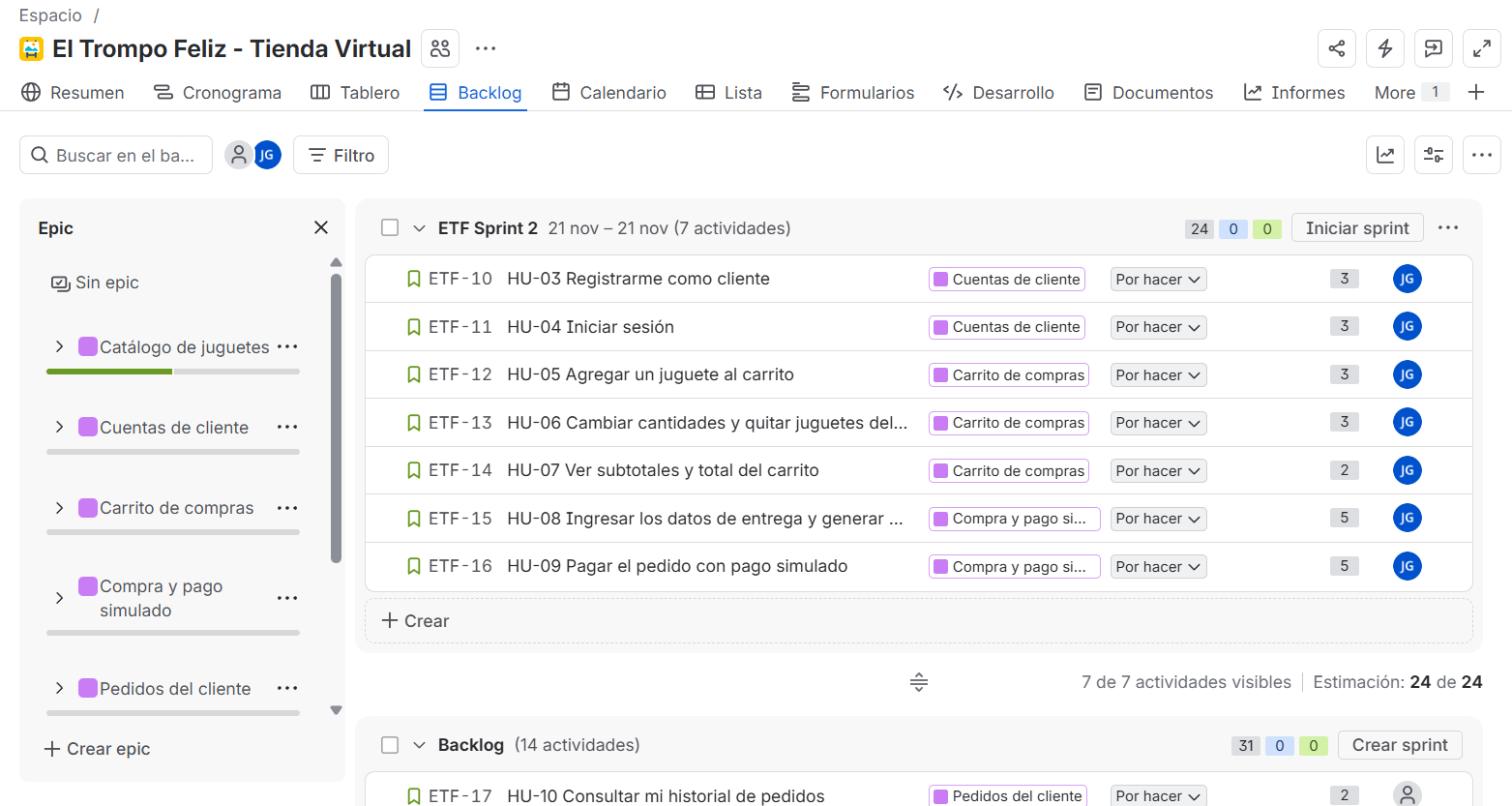 Espacio /
El Trompo Feliz - Tienda Virtual
Resumen Cronograma Tablero Backlog Calendario Lista Formularios Desarrollo Documentos Informes More 1
Buscar en el ba... JG Filtro
Epic
Sin epic
Catálogo de juguetes
Cuentas de cliente
Carrito de compras
Compra y pago
simulado
Pedidos del cliente
+ Crear epic
ETF Sprint 2 21 nov – 21 nov (7 actividades) 24 0 0 Iniciar sprint
ETF-10 HU-03 Registrarme como cliente Cuentas de cliente Por hacer 3 JG
ETF-11 HU-04 Iniciar sesión Cuentas de cliente Por hacer 3 JG
ETF-12 HU-05 Agregar un juguete al carrito Carrito de compras Por hacer 3 JG
ETF-13 HU-06 Cambiar cantidades y quitar juguetes del... Carrito de compras Por hacer 3 JG
ETF-14 HU-07 Ver subtotales y total del carrito Carrito de compras Por hacer 2 JG
ETF-15 HU-08 Ingresar los datos de entrega y generar ... Compra y pago si... Por hacer 5 JG
ETF-16 HU-09 Pagar el pedido con pago simulado Compra y pago si... Por hacer 5 JG
+ Crear
7 de 7 actividades visibles Estimación: 24 de 24
Backlog (14 actividades) 31 0 0 Crear sprint
ETF-17 HU-10 Consultar mi historial de pedidos Pedidos del cliente Por hacer 2